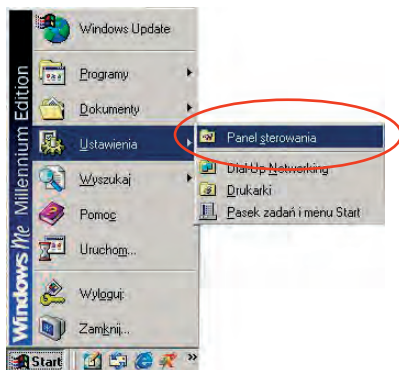 Windows Update
Programy
Dokumenty
Ustawienia
Wyszukaj
Pomoc
Uruchom...
Wyloguj:
Zamknij...
Panel sterowania
Dial-Up Networking
Drukarki
Pasek zadań i menu Start
Windows Me Millennium Edition
Start
»